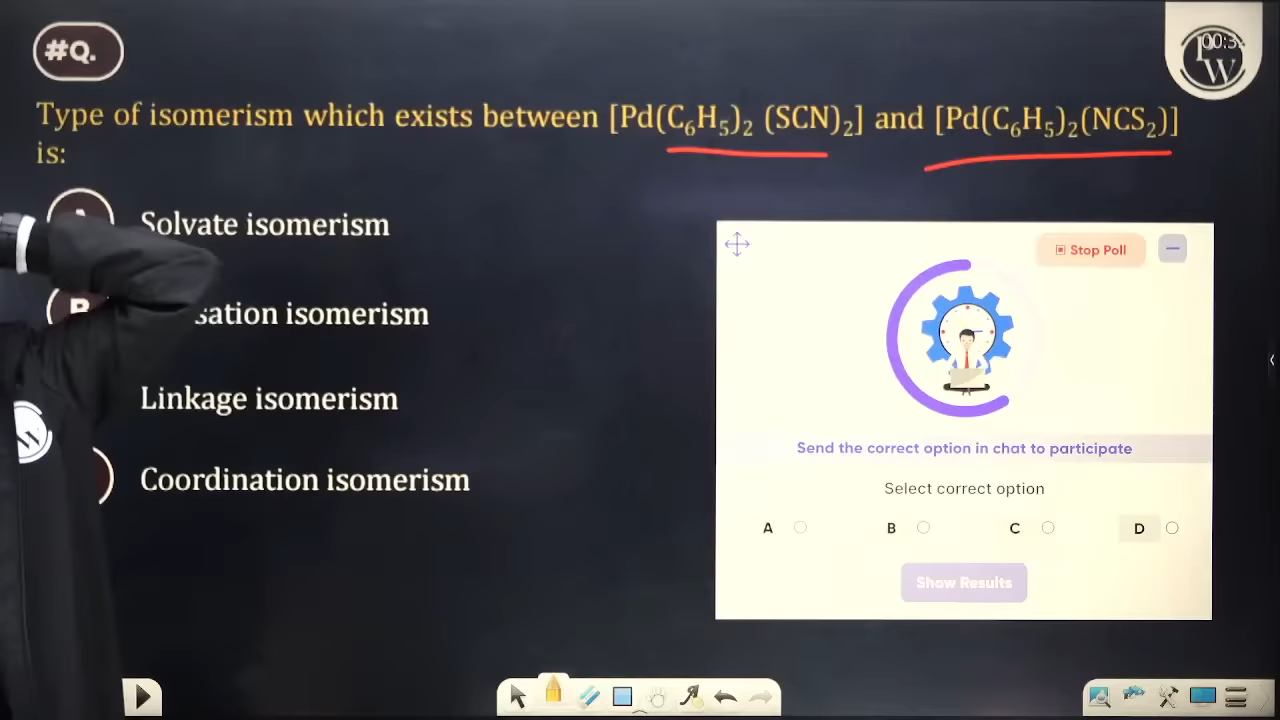 #Q.
00:3
W
Type of isomerism which exists between [Pd(C₆H₅)₂ (SCN)₂] and [Pd(C₆H₅)₂(NCS₂)]
is:
Solvate isomerism
isomerism
Linkage isomerism
Coordination isomerism
Stop Poll
Send the correct option in chat to participate
Select correct option
A
B
C
D
Show Results